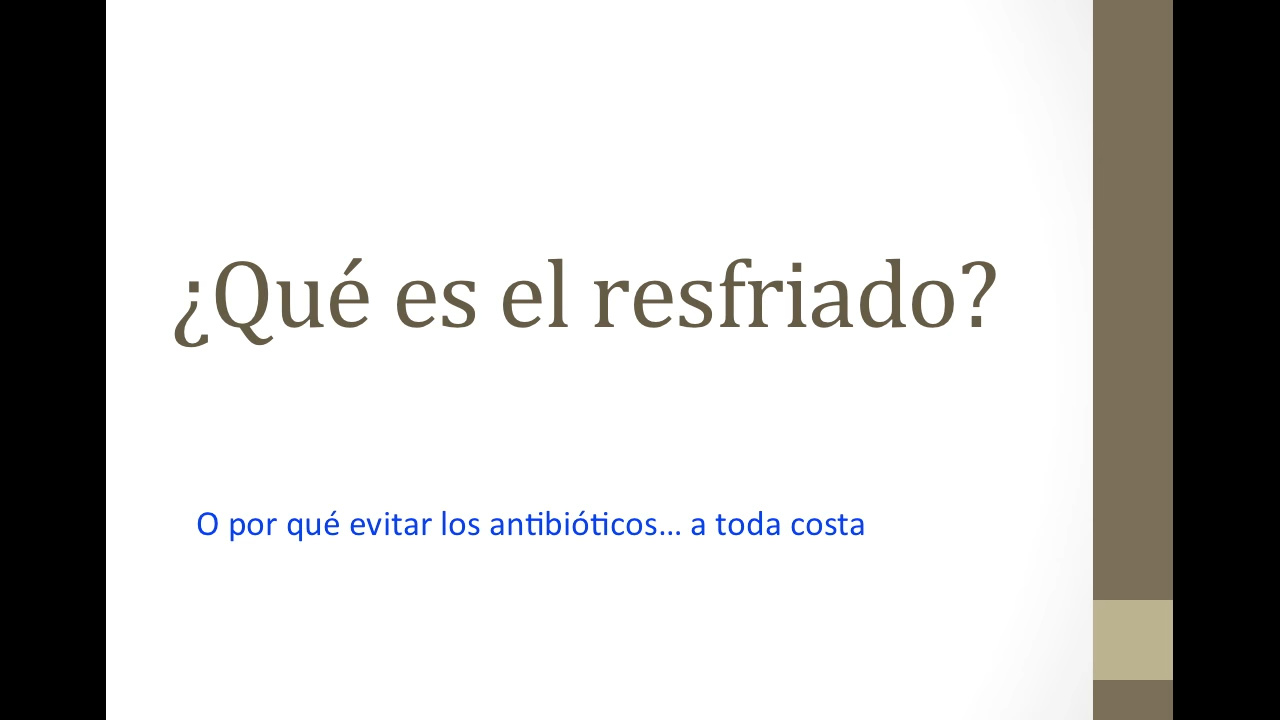 ¿Qué es el resfriado?
O por qué evitar los antibióticos... a toda costa